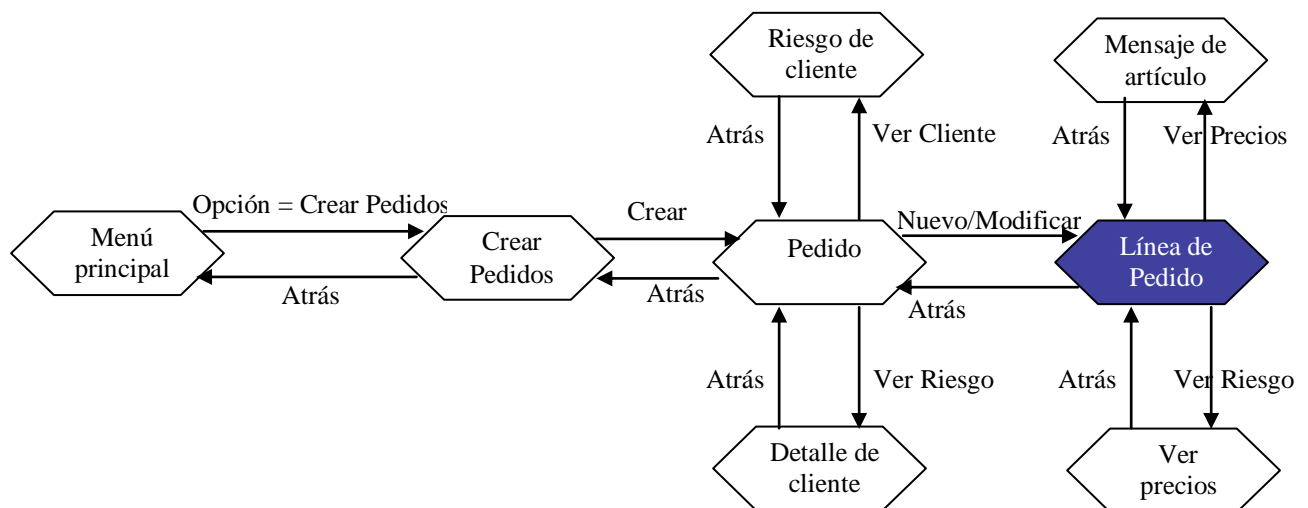 Riesgo de
cliente
Mensaje de
artículo
Atrás
Ver Cliente
Atrás
Ver Precios
Opción = Crear Pedidos
Crear
Nuevo/Modificar
Menú
principal
Crear
Pedidos
Pedido
Línea de
Pedido
Atrás
Atrás
Atrás
Atrás
Ver Riesgo
Atrás
Ver Riesgo
Detalle de
cliente
Ver
precios